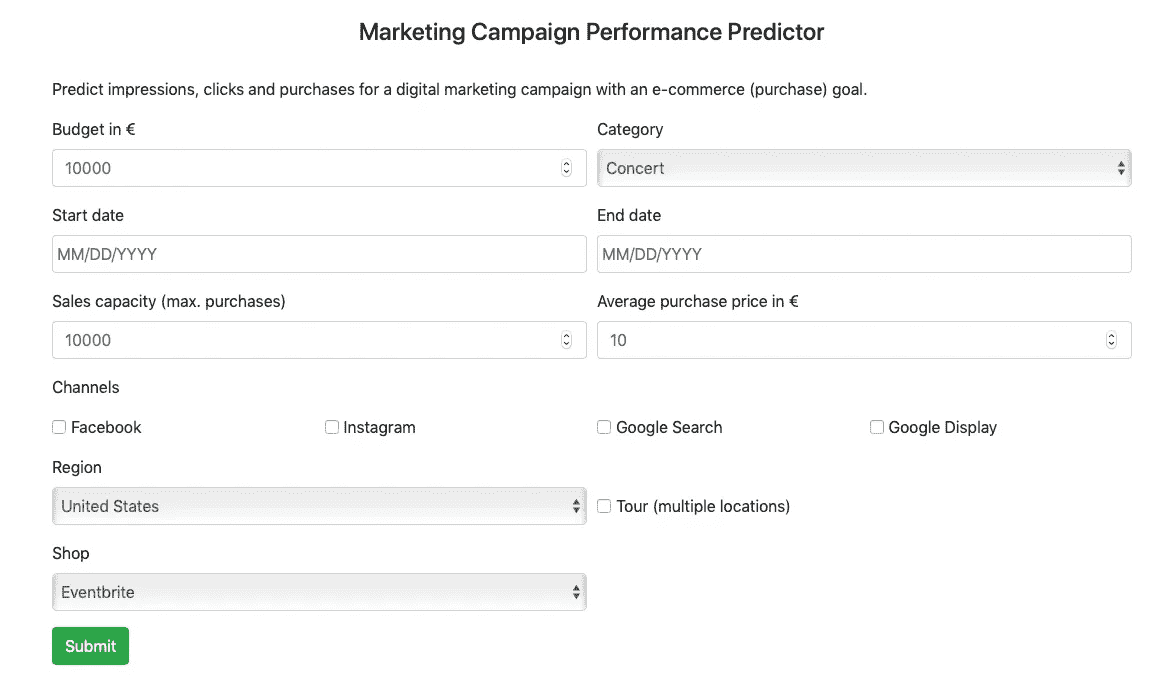 Marketing Campaign Performance Predictor
Predict impressions, clicks and purchases for a digital marketing campaign with an e-commerce (purchase) goal.
Budget in € Category
10000 Concert
Start date End date
MM/DD/YYYY MM/DD/YYYY
Sales capacity (max. purchases) Average purchase price in €
10000 10
Channels
Facebook Instagram Google Search Google Display
Region
United States Tour (multiple locations)
Shop
Eventbrite
Submit